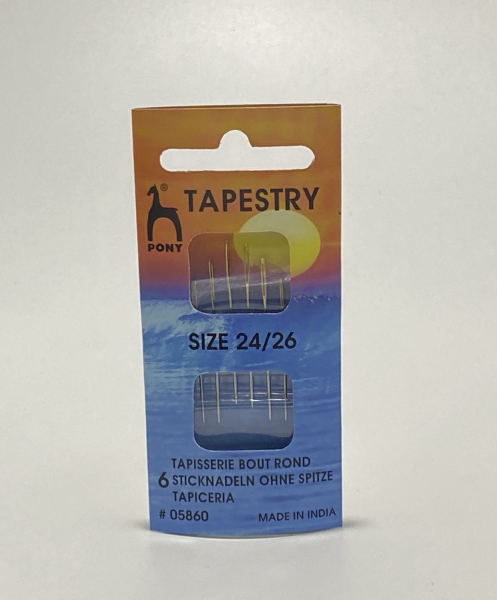 TAPESTRY
®
PONY
SIZE 24/26
TAPISSERIE BOUT ROND
6 STICKNADELN OHNE SPITZE
TAPICERIA
# 05860 MADE IN INDIA